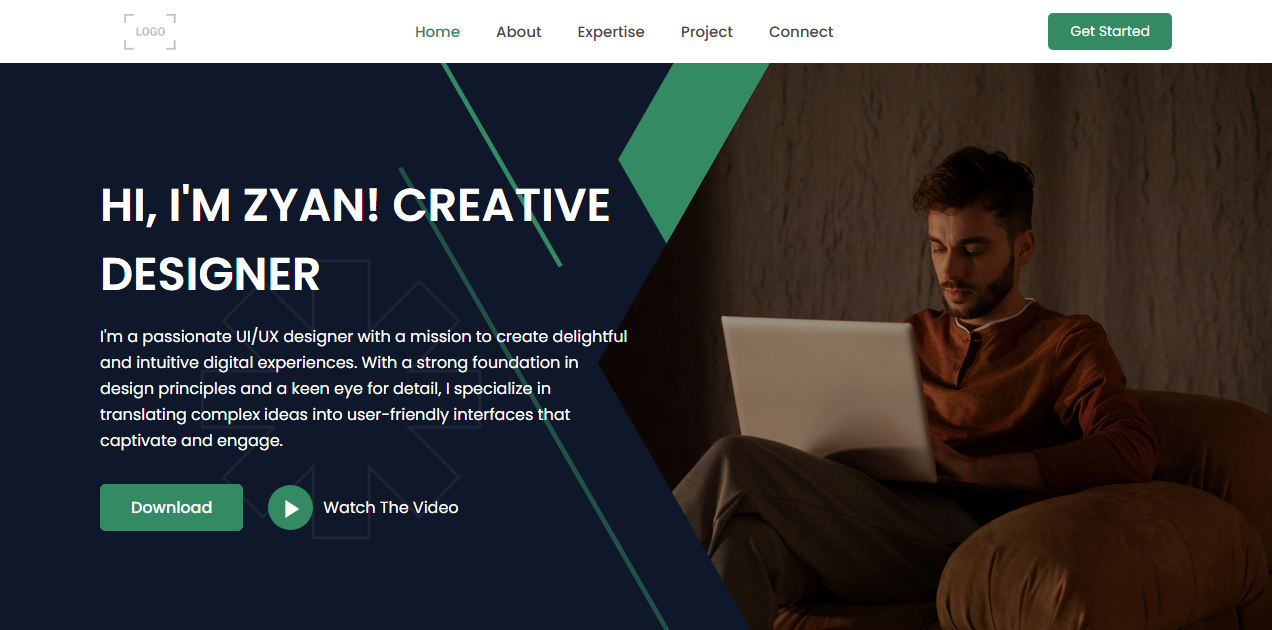 LOGO
Home About Expertise Project Connect
Get Started
HI, I'M ZYAN! CREATIVE
DESIGNER
I'm a passionate UI/UX designer with a mission to create delightful
and intuitive digital experiences. With a strong foundation in
design principles and a keen eye for detail, I specialize in
translating complex ideas into user-friendly interfaces that
captivate and engage.
Download
Watch The Video